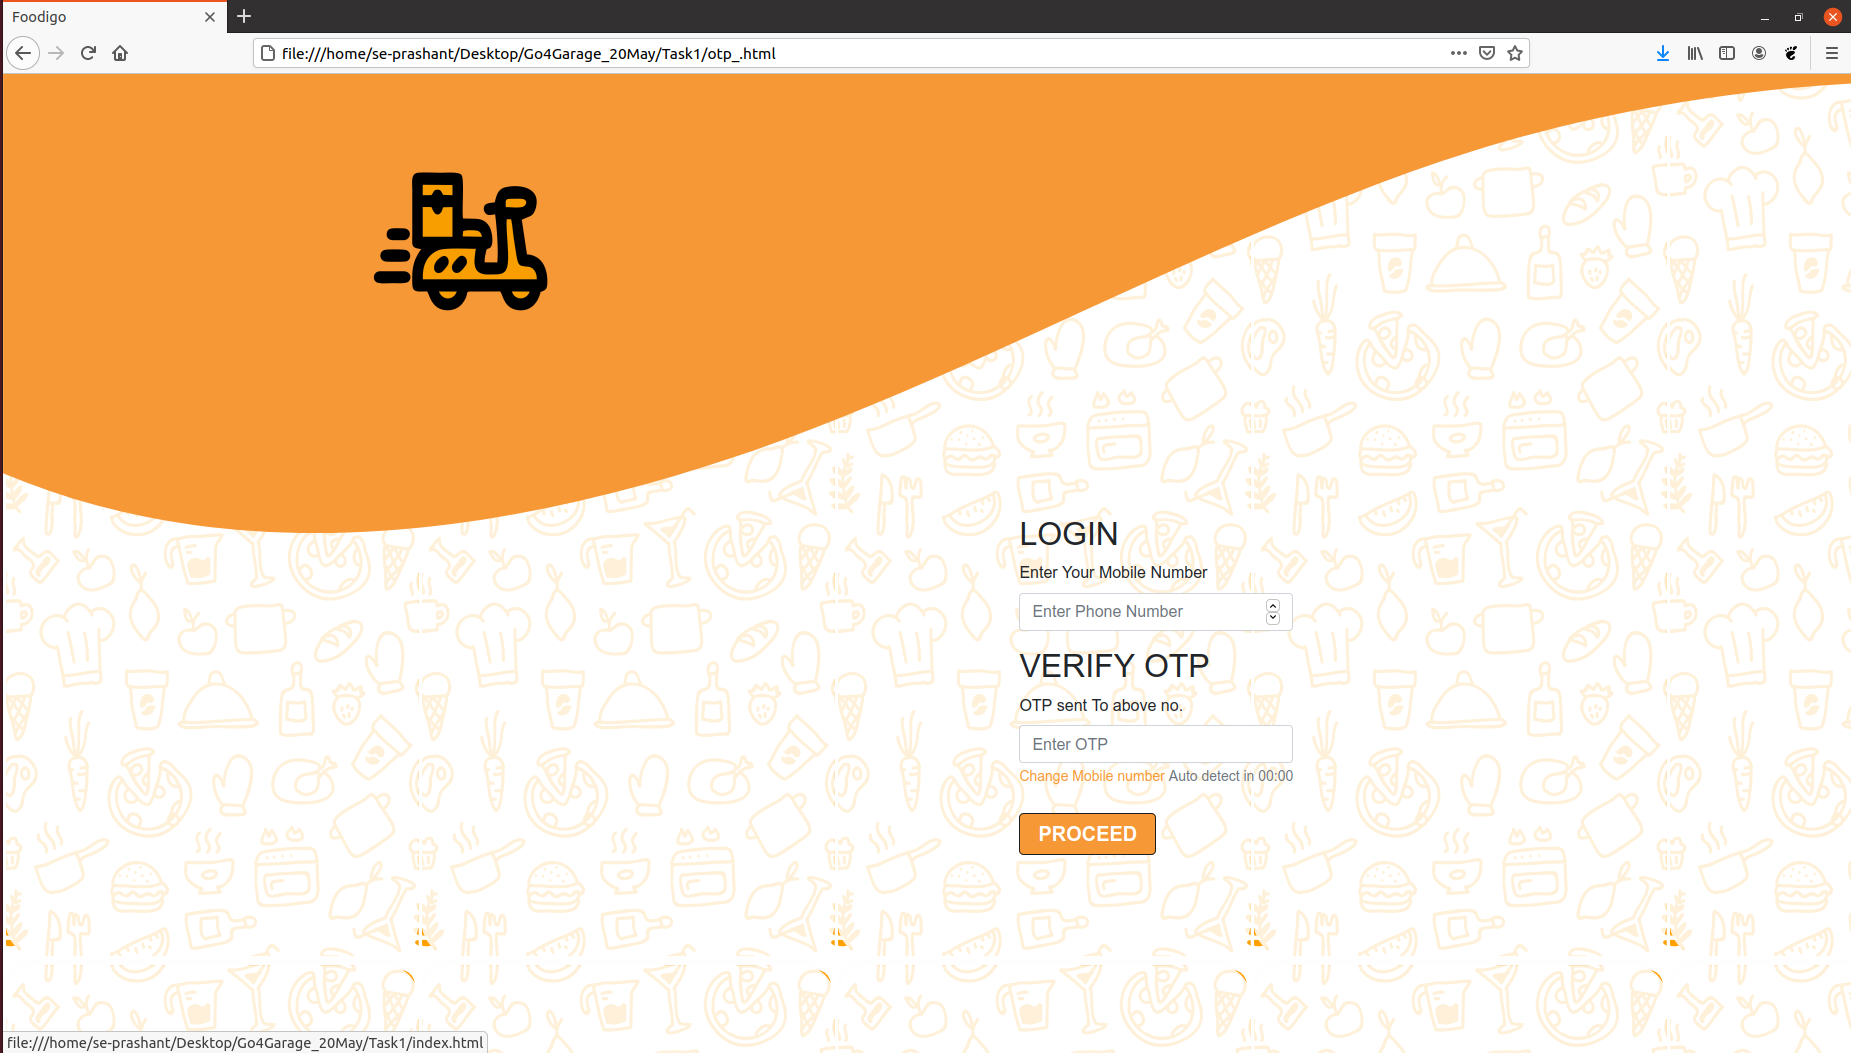 Foodigo
file:///home/se-prashant/Desktop/Go4Garage_20May/Task1/otp_.html
LOGIN
Enter Your Mobile Number
Enter Phone Number
VERIFY OTP
OTP sent To above no.
Enter OTP
Change Mobile number Auto detect in 00:00
PROCEED
file:///home/se-prashant/Desktop/Go4Garage_20May/Task1/index.html